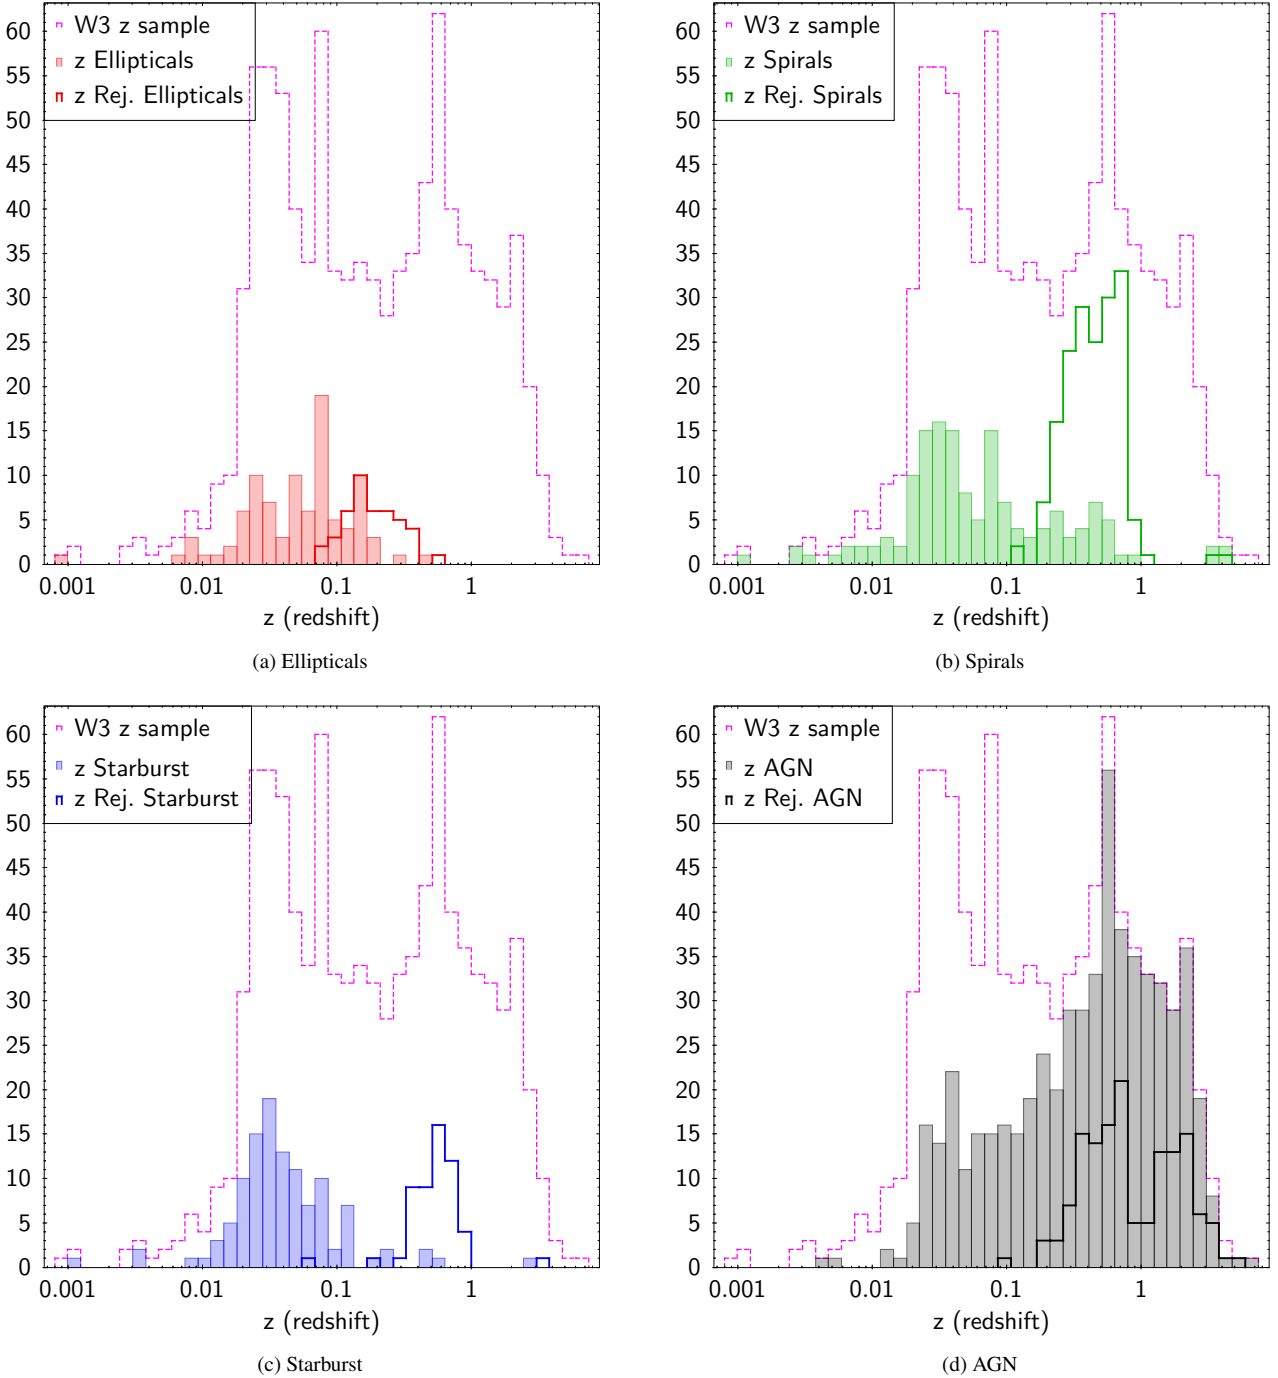 W3 z sample
z Ellipticals
z Rej. Ellipticals
60
55
50
45
40
35
30
25
20
15
10
5
0
0.001 0.01 0.1 1
z (redshift)
(a) Ellipticals
W3 z sample
z Spirals
z Rej. Spirals
60
55
50
45
40
35
30
25
20
15
10
5
0
0.001 0.01 0.1 1
z (redshift)
(b) Spirals
W3 z sample
z Starburst
z Rej. Starburst
60
55
50
45
40
35
30
25
20
15
10
5
0
0.001 0.01 0.1 1
z (redshift)
(c) Starburst
W3 z sample
z AGN
z Rej. AGN
60
55
50
45
40
35
30
25
20
15
10
5
0
0.001 0.01 0.1 1
z (redshift)
(d) AGN